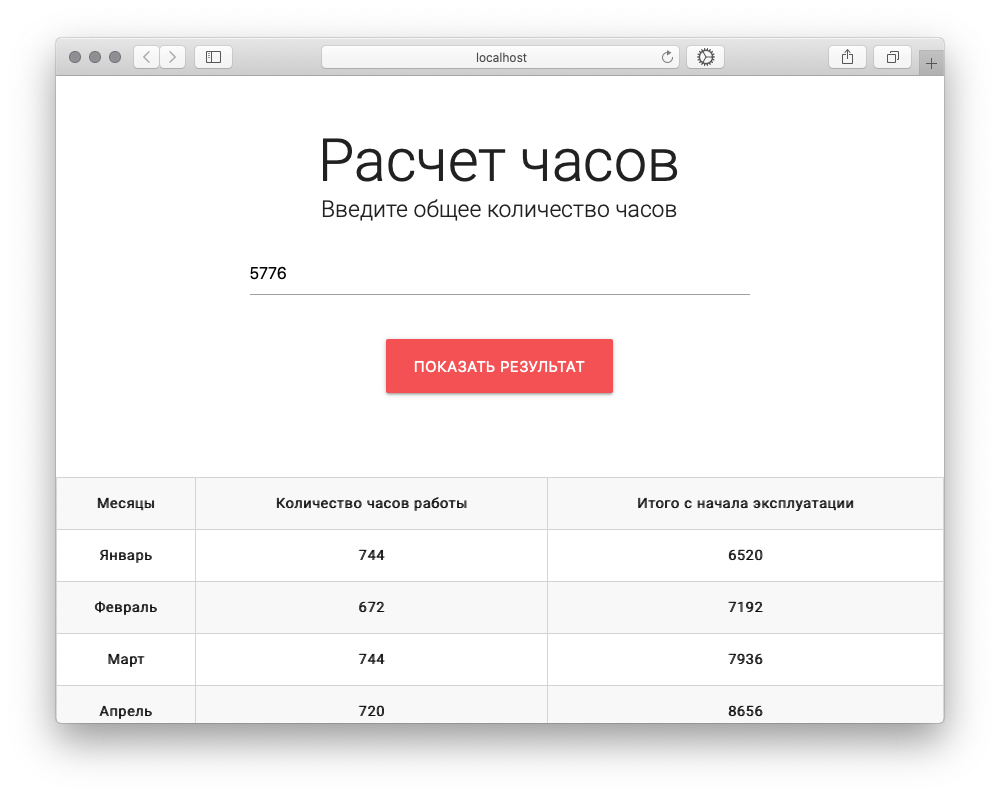 localhost
Расчет часов
Введите общее количество часов
5776
ПОКАЗАТЬ РЕЗУЛЬТАТ
Месяцы Количество часов работы Итого с начала эксплуатации
Январь 744 6520
Февраль 672 7192
Март 744 7936
Апрель 720 8656